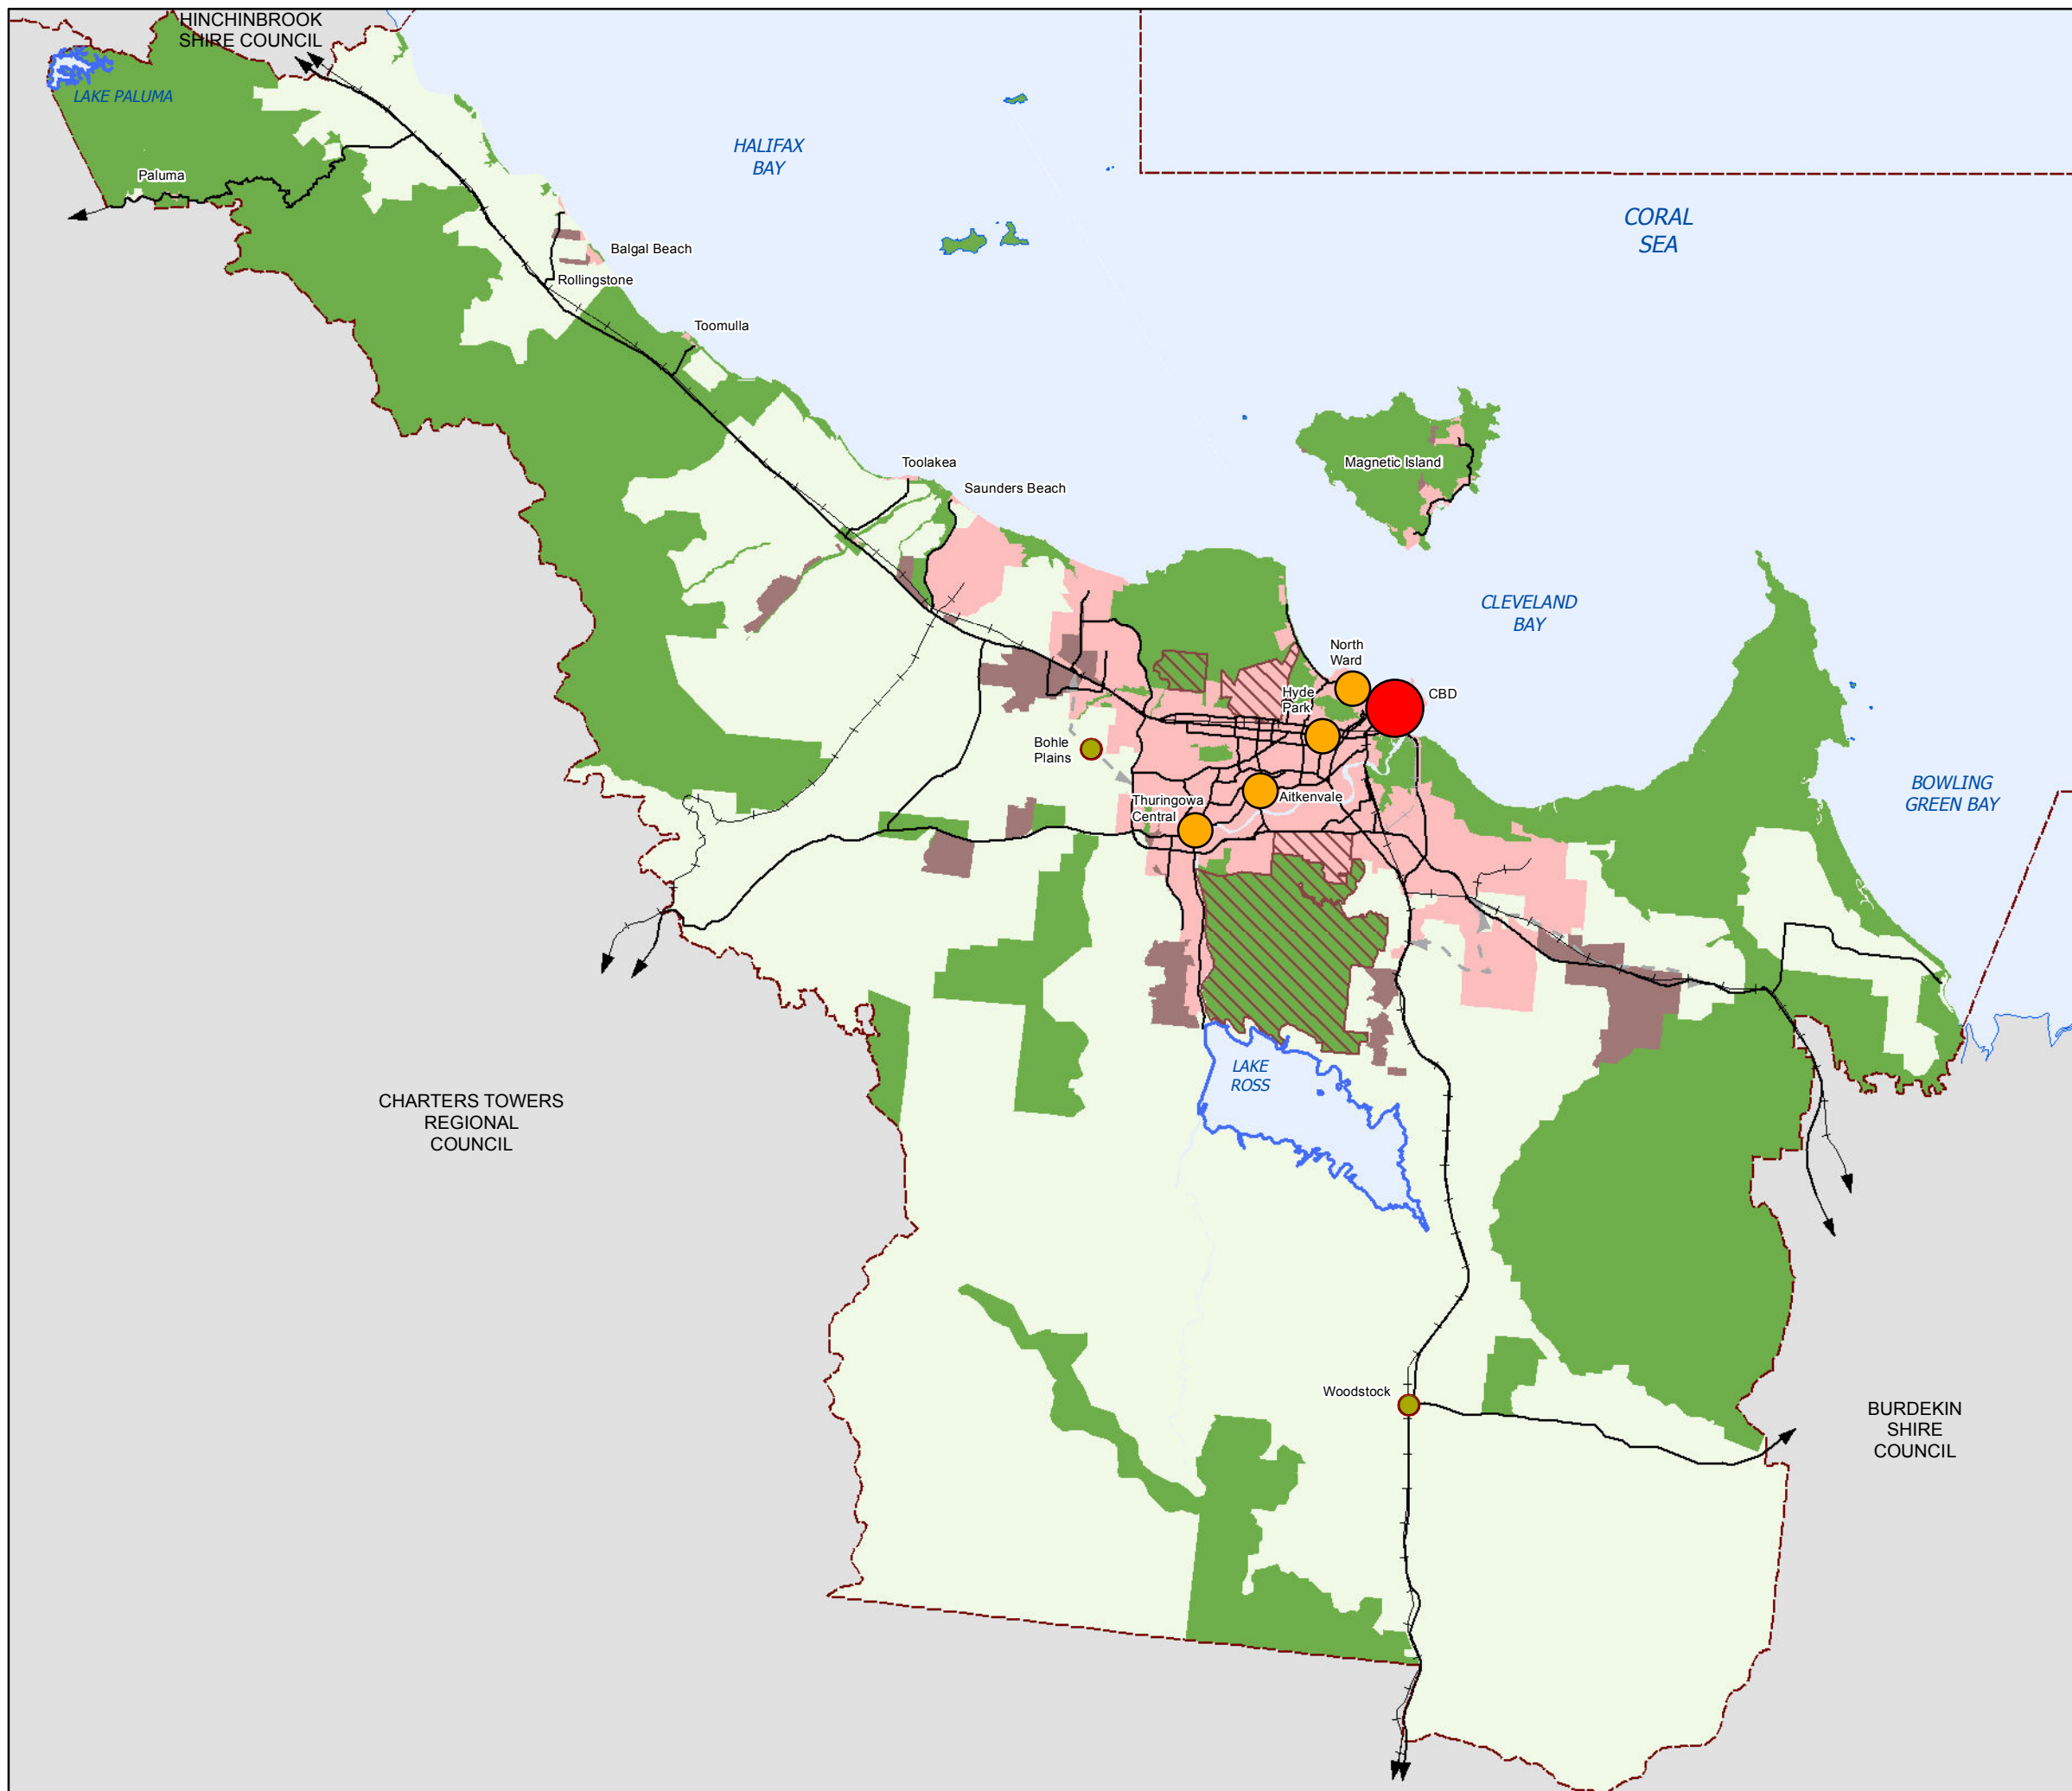 HINCHINBROOK
SHIRE COUNCIL
LAKE PALUMA
HALIFAX
BAY
Paluma
CORAL
SEA
Balgal Beach
Rollingstone
Toomulla
Toolakea
Magnetic Island
Saunders Beach
CLEVELAND
BAY
North
Ward
Hyde
Park
CBD
Bohle
Plains
BOWLING
GREEN BAY
Thuringowa
Central
Aitkenvale
LAKE
ROSS
CHARTERS TOWERS
REGIONAL
COUNCIL
Woodstock
BURDEKIN
SHIRE
COUNCIL